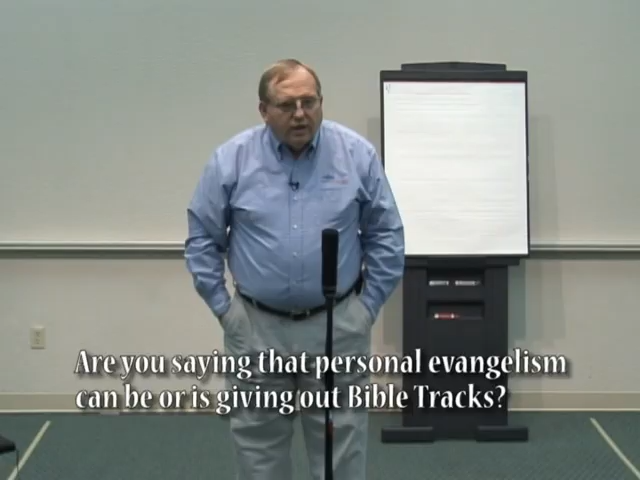 Are you saying that personal evangelism
can be or is giving out Bible Tracks?